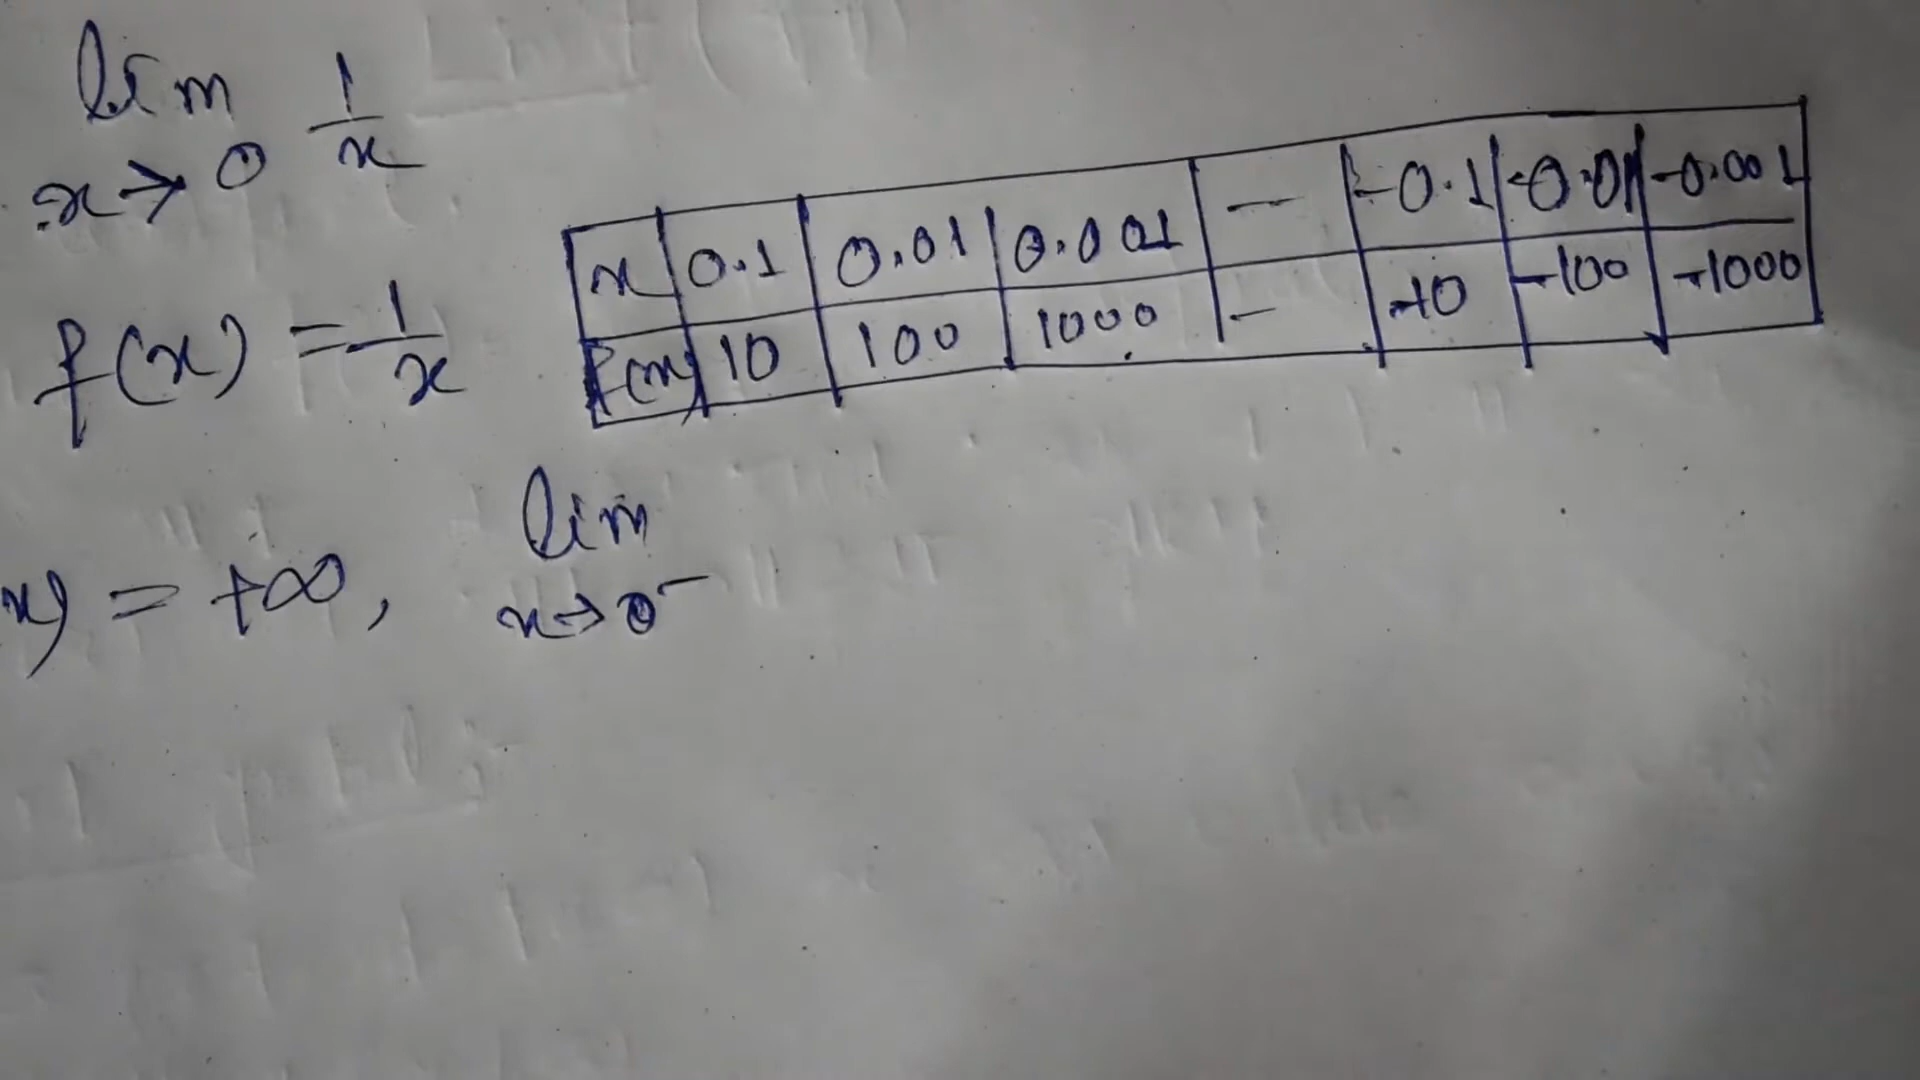 lim 1/x
x→0
f(x) = 1/x
x | 0.1 | 0.01 | 0.001 | — | -0.1 | -0.01 | -0.001
f(x) | 10 | 100 | 1000 | - | -10 | -100 | -1000
x) = +∞, lim
x→0⁻